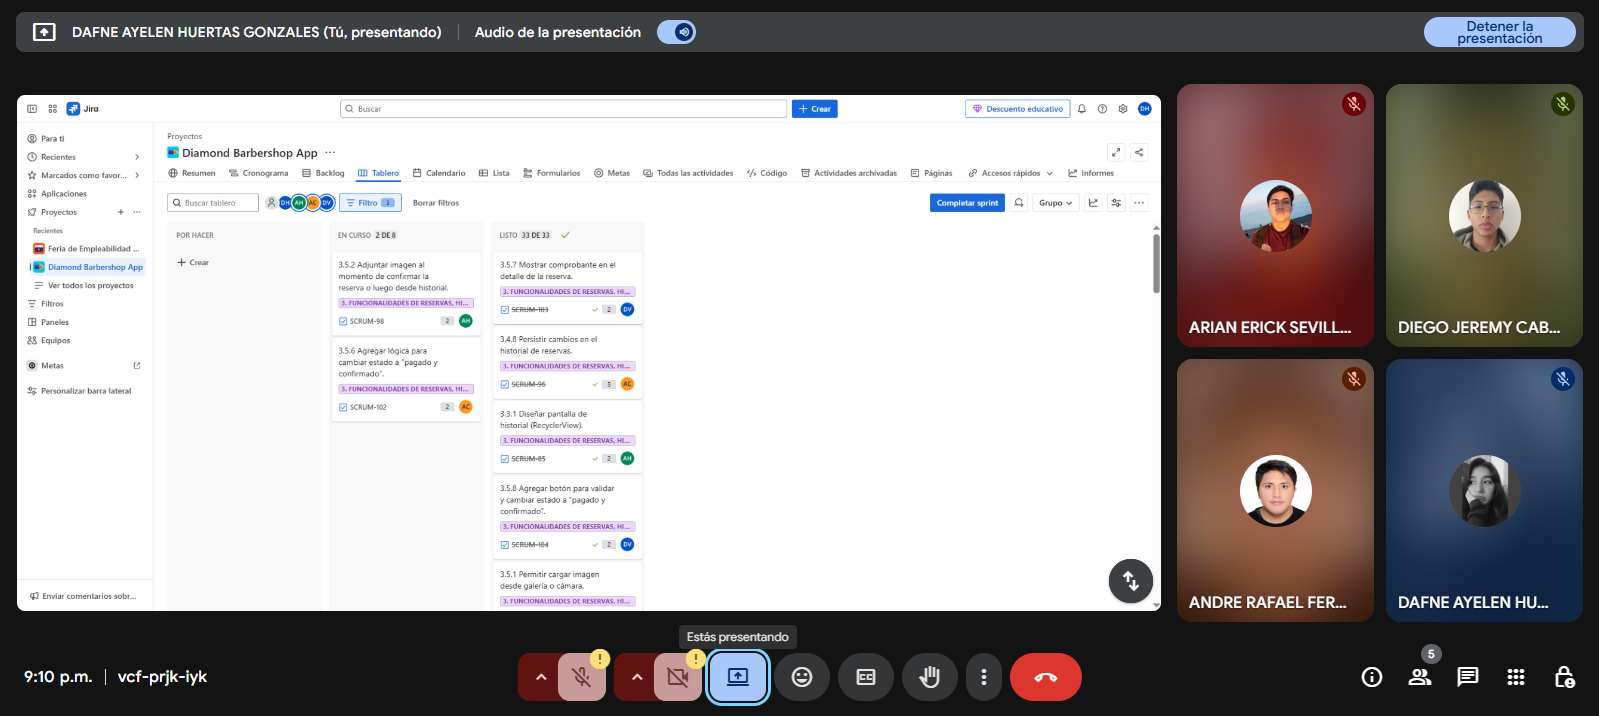 DAFNE AYELEN HUERTAS GONZALES (Tú, presentando)
Audio de la presentación
Detener la presentación
Jira
Buscar
Crear
Descuento educativo
DH
Para ti
Recientes
Marcados como favor...
Aplicaciones
Proyectos
Recientes
Feria de Empleabilidad ...
Diamond Barbershop App
Ver todos los proyectos
Filtros
Paneles
Equipos
Metas
Personalizar barra lateral
Enviar comentarios sobr...
Proyectos
Diamond Barbershop App
Resumen
Cronograma
Backlog
Tablero
Calendario
Lista
Formularios
Metas
Todas las actividades
Código
Actividades archivadas
Páginas
Accesos rápidos
Informes
Buscar tablero
DH AH AC DV
Filtro 3
Borrar filtros
Completar sprint
Grupo
POR HACER
Crear
EN CURSO 2 DE 8
3.5.2 Adjuntar imagen al
momento de confirmar la
reserva o luego desde historial.
3. FUNCIONALIDADES DE RESERVAS, HI...
SCRUM-98 2 AH
3.5.6 Agregar lógica para
cambiar estado a "pagado y
confirmado".
3. FUNCIONALIDADES DE RESERVAS, HI...
SCRUM-102 2 AC
LISTO 33 DE 33
3.5.7 Mostrar comprobante en el
detalle de la reserva.
3. FUNCIONALIDADES DE RESERVAS, HI...
SCRUM-103 2 DV
3.4.8 Persistir cambios en el
historial de reservas.
3. FUNCIONALIDADES DE RESERVAS, HI...
SCRUM-96 3 AC
3.3.1 Diseñar pantalla de
historial (RecyclerView).
3. FUNCIONALIDADES DE RESERVAS, HI...
SCRUM-85 2 AH
3.5.8 Agregar botón para validar
y cambiar estado a "pagado y
confirmado".
3. FUNCIONALIDADES DE RESERVAS, HI...
SCRUM-104 2 DV
3.5.1 Permitir cargar imagen
desde galería o cámara.
3. FUNCIONALIDADES DE RESERVAS, HI...
ARIAN ERICK SEVILL...
DIEGO JEREMY CAB...
ANDRE RAFAEL FER...
DAFNE AYELEN HU...
Estás presentando
9:10 p.m.
vcf-prjk-iyk
!
!
5